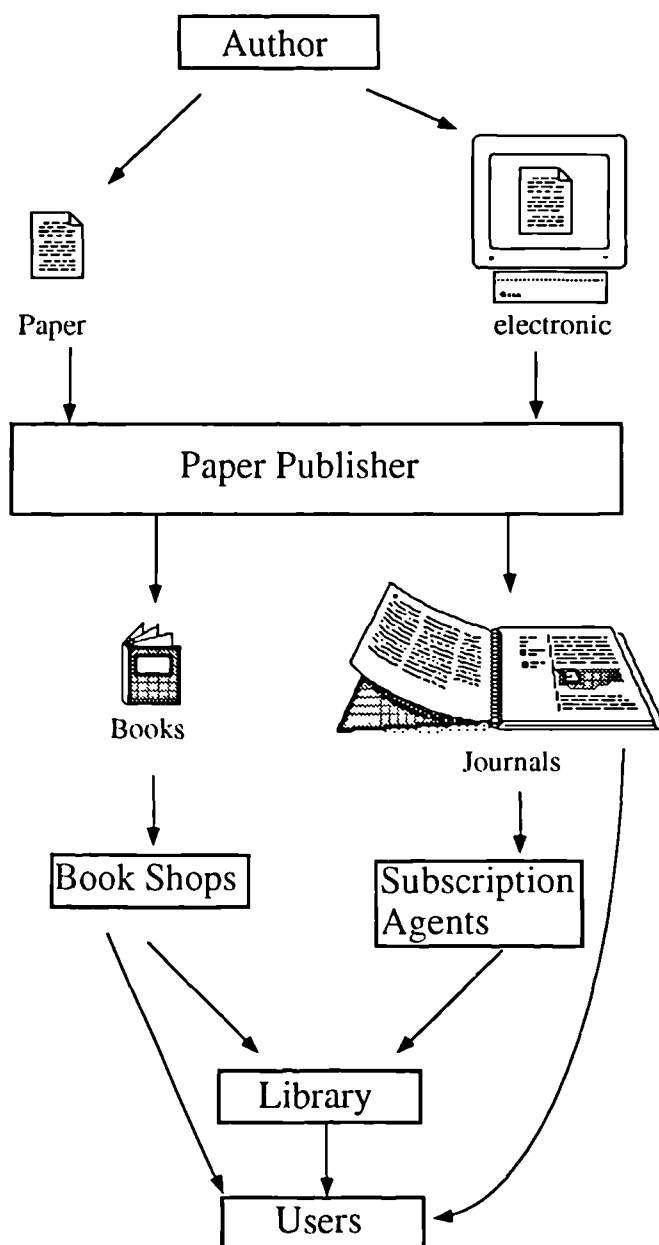 Author
Paper
electronic
Paper Publisher
Books
Journals
Book Shops
Subscription
Agents
Library
Users